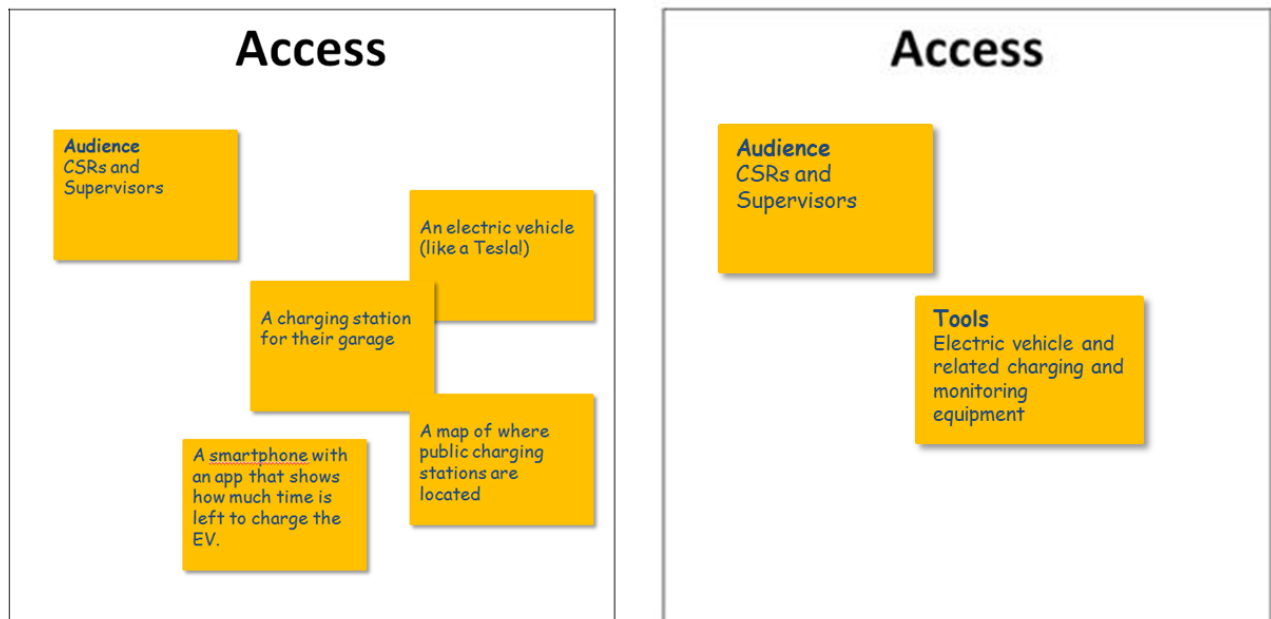 Access
Audience
CSRs and
Supervisors
An electric vehicle
(like a Tesla!)
A charging station
for their garage
A map of where
public charging
stations are
located
A smartphone with
an app that shows
how much time is
left to charge the
EV.
Access
Audience
CSRs and
Supervisors
Tools
Electric vehicle and
related charging and
monitoring
equipment